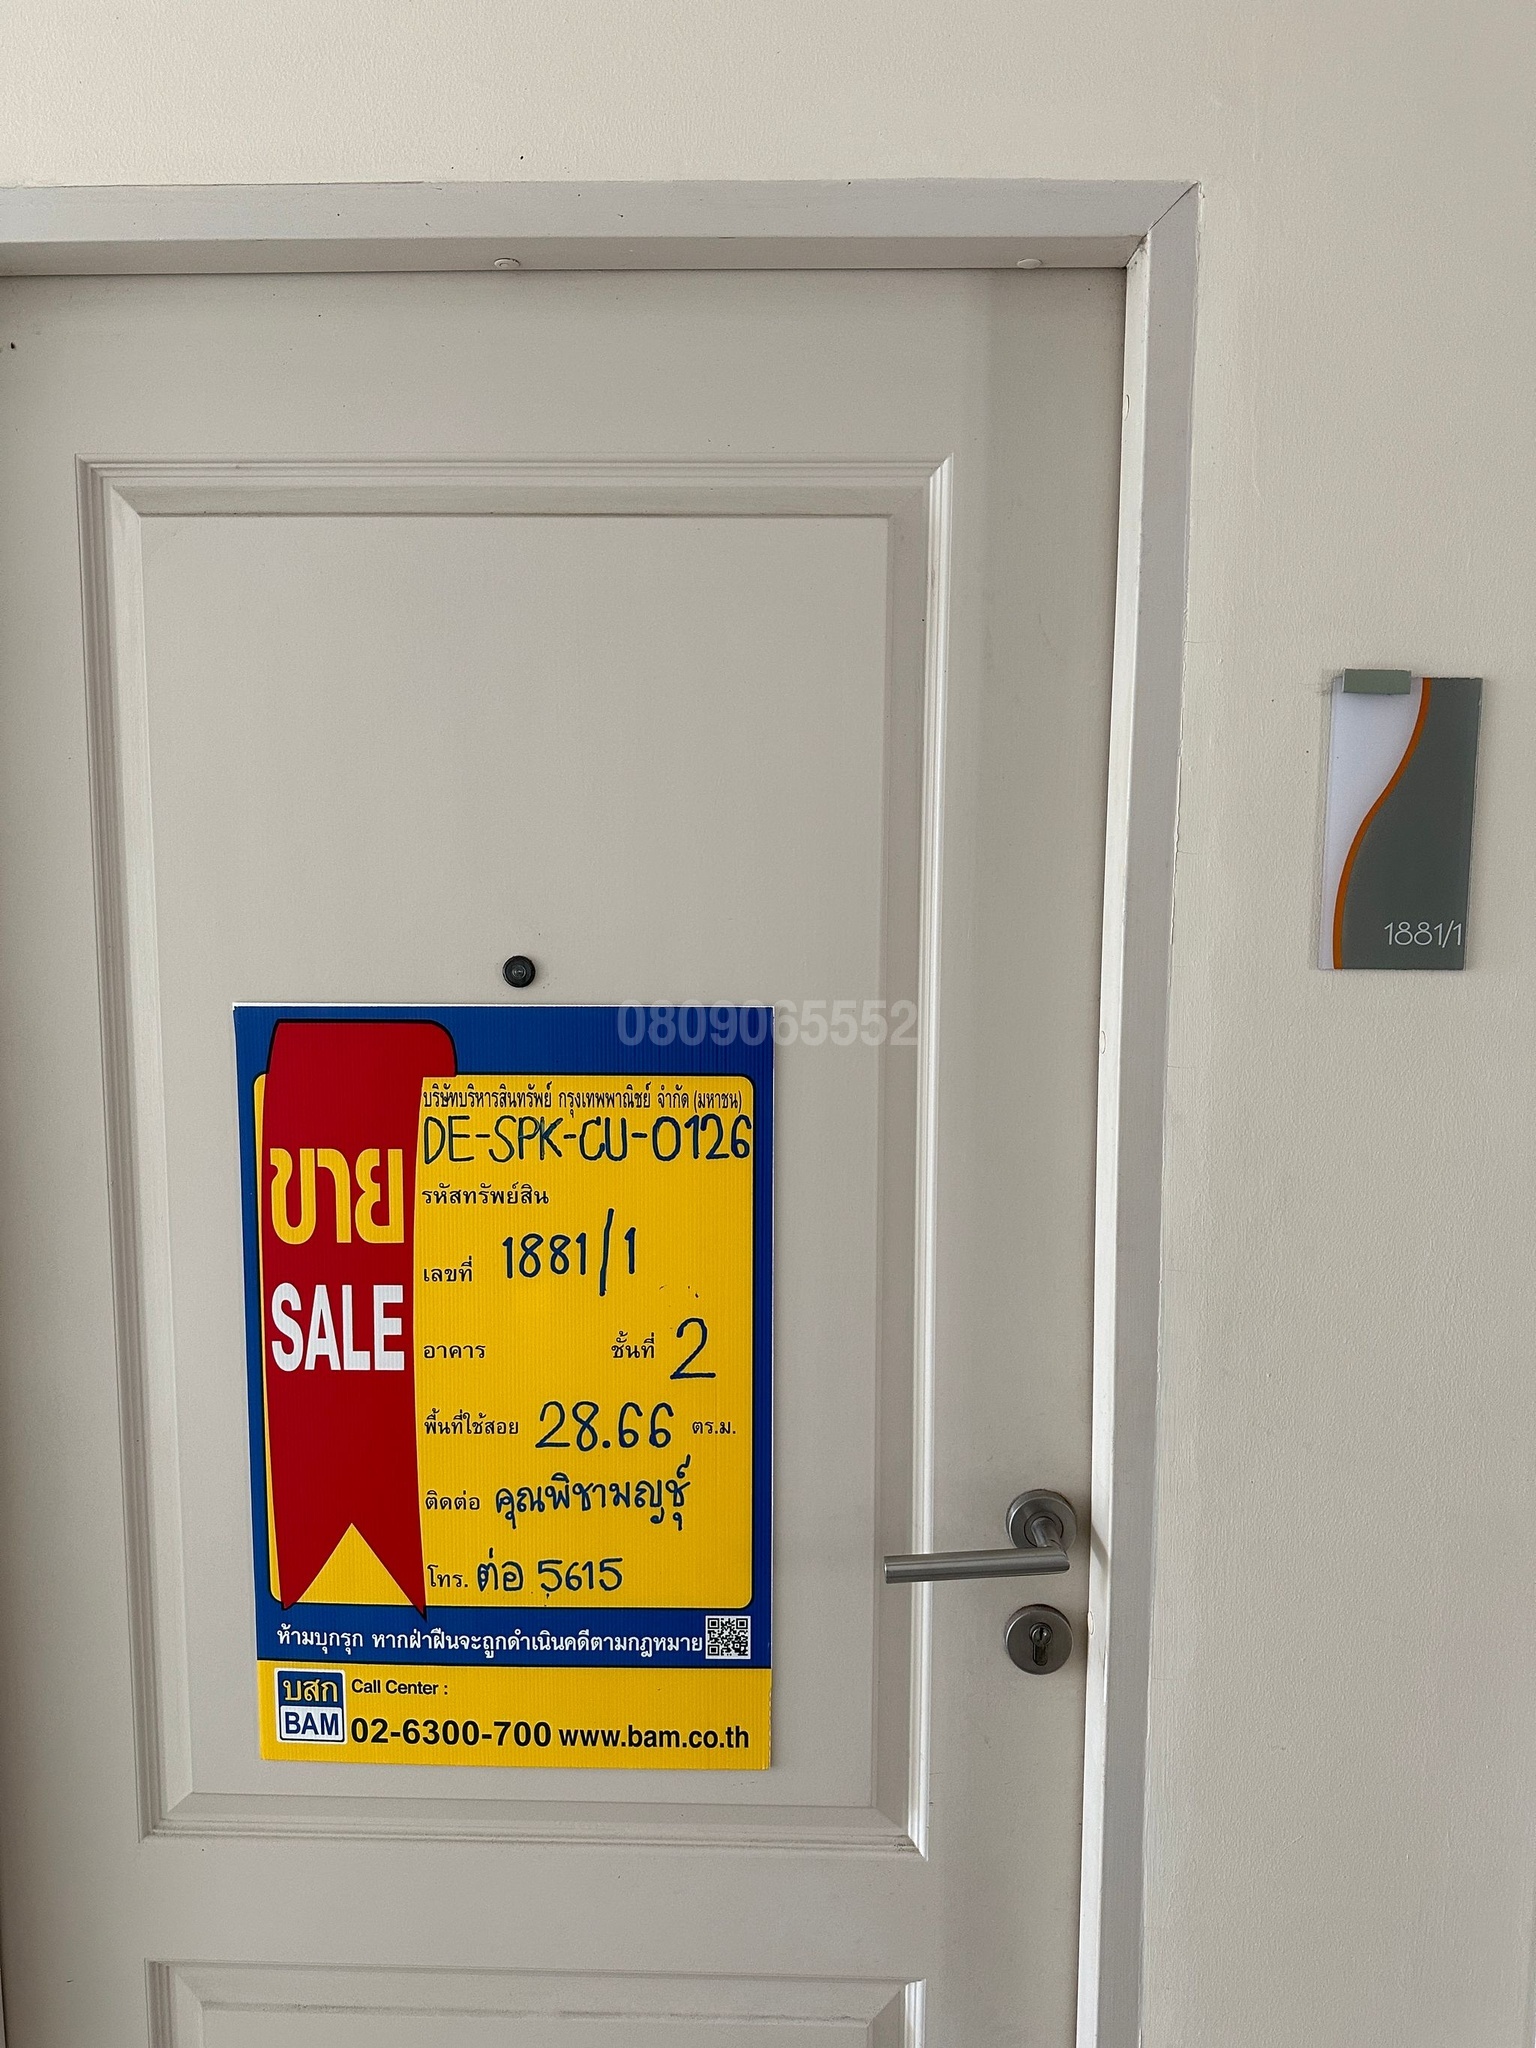 0809065552
บริษัทบริหารสินทรัพย์ กรุงเทพพาณิชย์ จำกัด (มหาชน)
DE-SPK-CU-0126
รหัสทรัพย์สิน
ขาย
SALE
เลขที่ 1881/1
อาคาร ชั้นที่ 2
พื้นที่ใช้สอย 28.66 ตร.ม.
ติดต่อ คุณพิชามญชุ์
โทร. ต่อ 5615
ห้ามบุกรุก หากฝ่าฝืนจะถูกดำเนินคดีตามกฎหมาย
บสก
BAM
Call Center :
02-6300-700 www.bam.co.th
1881/1